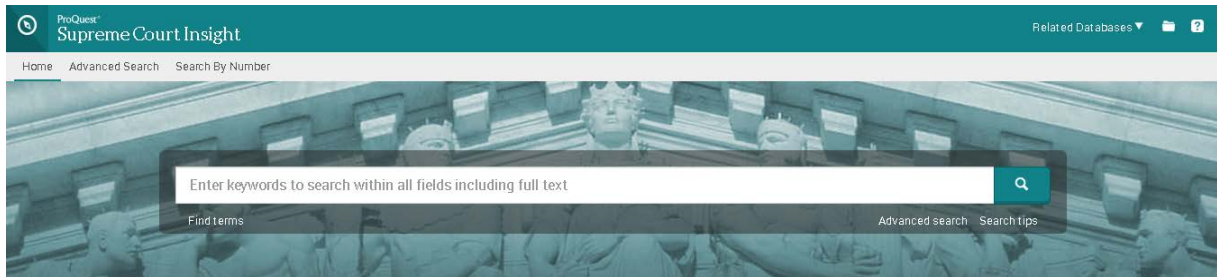 ProQuest
Supreme Court Insight
Related Databases ▼
Home Advanced Search Search By Number
Enter keywords to search within all fields including full text
Find terms
Advanced search Search tips